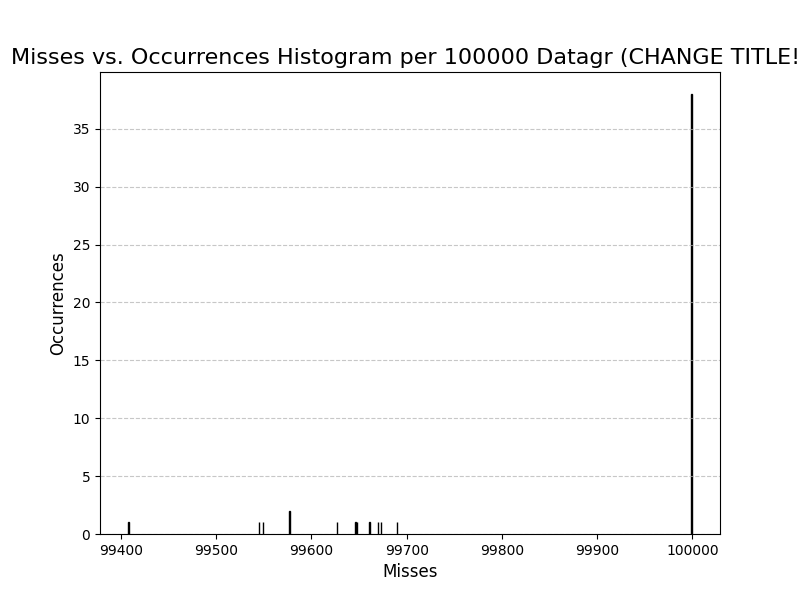 Misses vs. Occurrences Histogram per 100000 Datagr (CHANGE TITLE!
35
30
25
20
15
10
5
0
Occurrences
99400 99500 99600 99700 99800 99900 100000
Misses